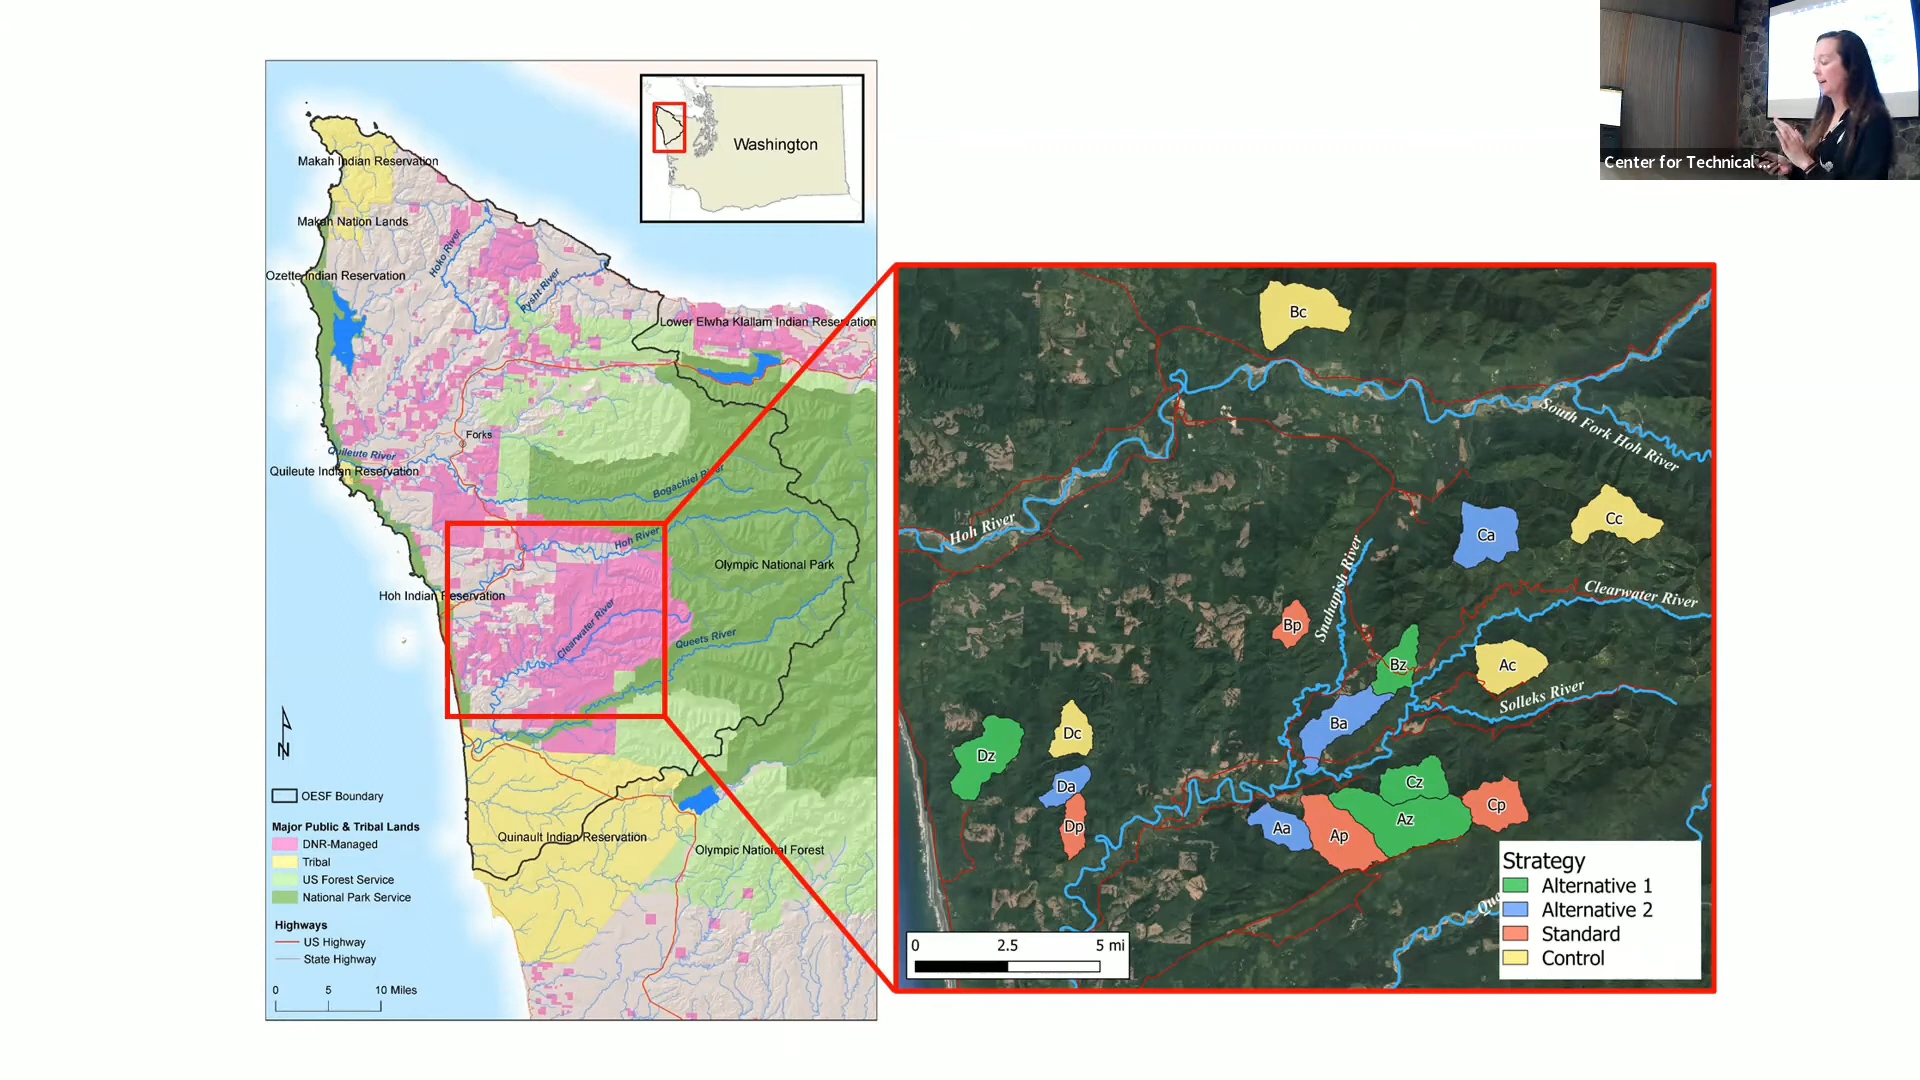 Washington
Makah Indian Reservation
Makah Nation Lands
Ozette Indian Reservation
Hoko River
Pysht River
Lower Elwha Klallam Indian Reservation
Forks
Quileute River
Quileute Indian Reservation
Bogachiel River
Hoh River
Olympic National Park
Hoh Indian Reservation
Clearwater River
Queets River
Quinault Indian Reservation
Olympic National Forest
N
OESF Boundary
Major Public & Tribal Lands
DNR-Managed
Tribal
US Forest Service
National Park Service
Highways
US Highway
State Highway
0 5 10 Miles
Bc
South Fork Hoh River
Hoh River
Ca
Cc
Snahapish River
Clearwater River
Bp
Bz
Ac
Solleks River
Ba
Dz
Dc
Da
Dp
Cz
Cp
Az
Aa
Ap
Strategy
Alternative 1
Alternative 2
Standard
Control
0 2.5 5 mi
Center for Technical ...